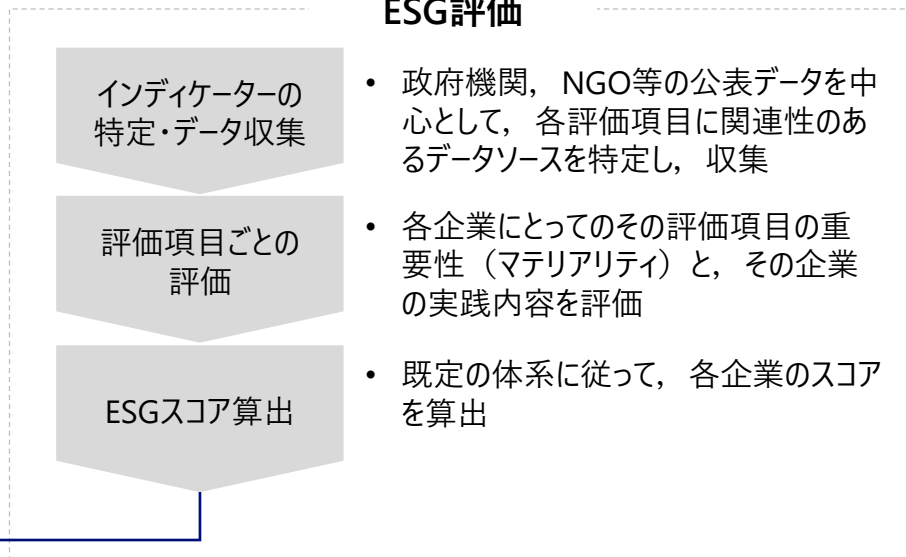 ESG評価
インディケーターの
特定・データ収集
• 政府機関，NGO等の公表データを中
心として，各評価項目に関連性のあ
るデータソースを特定し，収集
評価項目ごとの
評価
• 各企業にとってのその評価項目の重
要性（マテリアリティ）と，その企業
の実践内容を評価
ESGスコア算出
• 既定の体系に従って，各企業のスコア
を算出